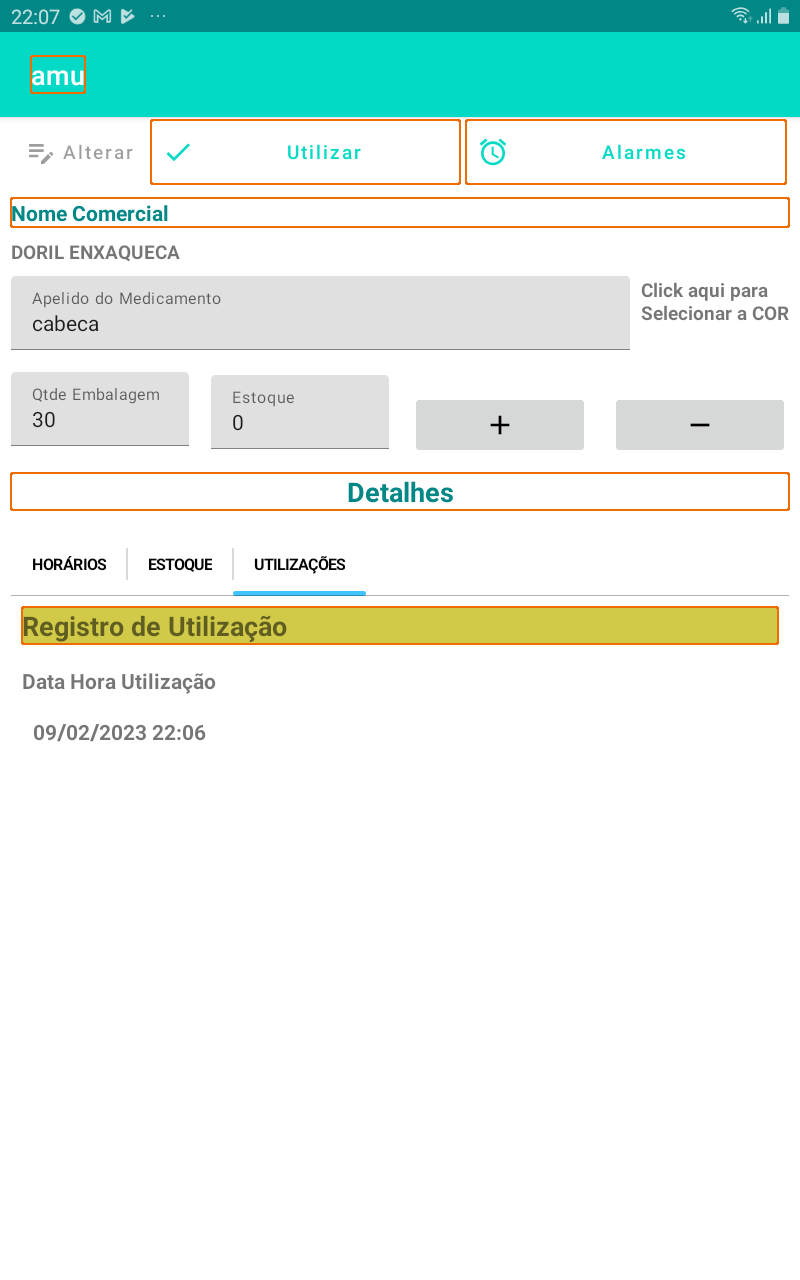 22:07
amu
Alterar
Utilizar
Alarmes
Nome Comercial
DORIL ENXAQUECA
Apelido do Medicamento
cabeca
Click aqui para
Selecionar a COR
Qtde Embalagem
30
Estoque
0
+
−
Detalhes
HORÁRIOS
ESTOQUE
UTILIZAÇÕES
Registro de Utilização
Data Hora Utilização
09/02/2023 22:06